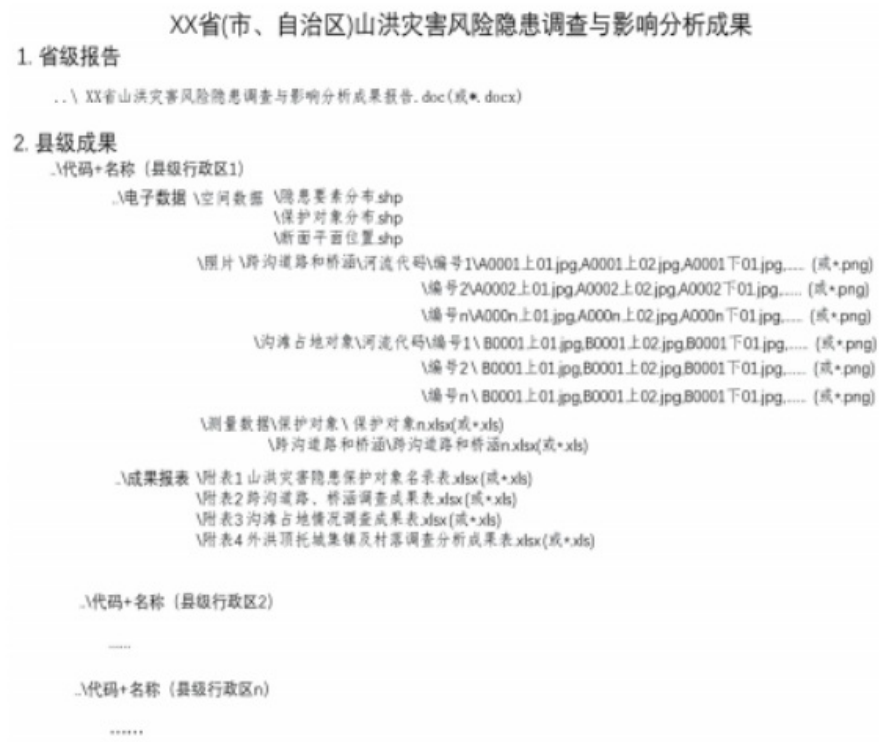 XX省(市、自治区)山洪灾害风险隐患调查与影响分析成果
1. 省级报告
..\ XX省山洪灾害风险隐患调查与影响分析成果报告.doc(或*.docx)
2. 县级成果
..\代码+名称（县级行政区1）
..\电子数据 \空间数据 \隐患要素分布.shp
\保护对象分布.shp
\断面平面位置.shp
\照片 \跨沟道路和桥涵\河流代码\编号1\A0001上01.jpg,A0001上02.jpg,A0001下01.jpg,..... (或*.png)
\编号2\A0002上01.jpg,A0002上02.jpg,A0002下01.jpg,..... (或*.png)
\编号n\A000n上01.jpg,A000n上02.jpg,A000n下01.jpg,..... (或*.png)
\沟滩占地对象\河流代码\编号1\ B0001上01.jpg,B0001上02.jpg,B0001下01.jpg,..... (或*.png)
\编号2\ B0001上01.jpg,B0001上02.jpg,B0001下01.jpg,..... (或*.png)
\编号n\ B0001上01.jpg,B0001上02.jpg,B0001下01.jpg,..... (或*.png)
\测量数据\保护对象\ 保护对象n.xlsx(或*.xls)
\跨沟道路和桥涵\跨沟道路和桥涵n.xlsx(或*.xls)
..\成果报表 \附表1山洪灾害隐患保护对象名录表.xlsx(或*.xls)
\附表2跨沟道路、桥涵调查成果表.xlsx(或*.xls)
\附表3沟滩占地情况调查成果表.xlsx(或*.xls)
\附表4外洪顶托城集镇及村落调查分析成果表.xlsx(或*.xls)
..\代码+名称（县级行政区2）
......
..\代码+名称（县级行政区n）
......